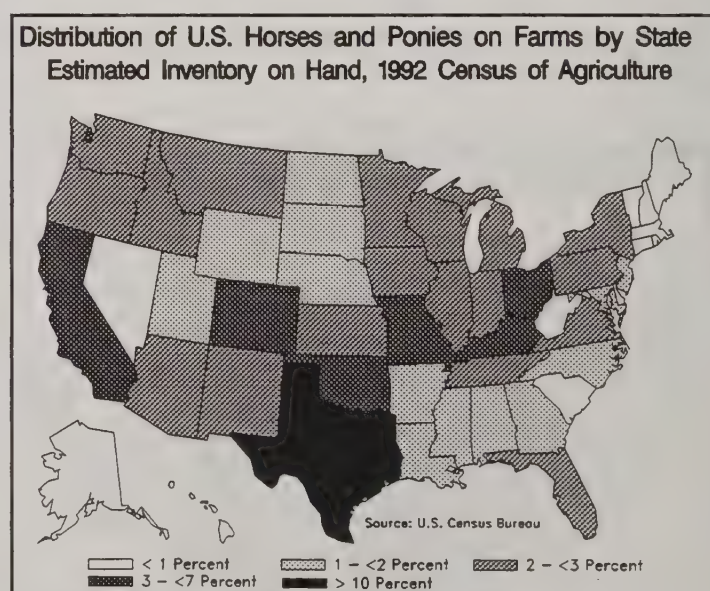 Distribution of U.S. Horses and Ponies on Farms by State
Estimated Inventory on Hand, 1992 Census of Agriculture
Source: U.S. Census Bureau
< 1 Percent
1 - <2 Percent
2 - <3 Percent
3 - <7 Percent
> 10 Percent